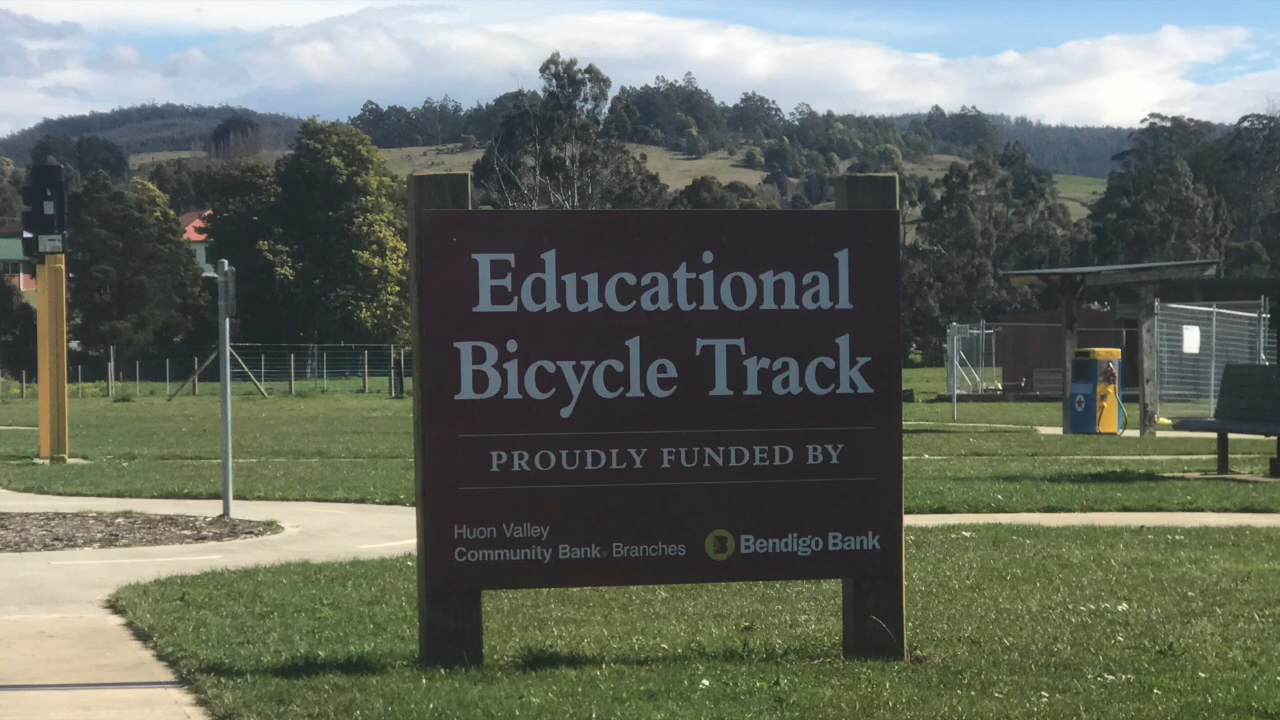 Educational
Bicycle Track
PROUDLY FUNDED BY
Huon Valley
Community Bank Branches
Bendigo Bank